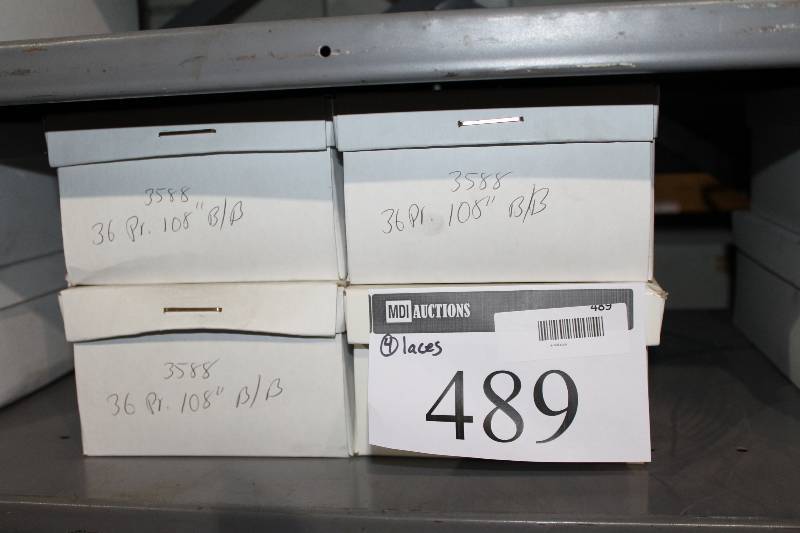 3588
36 Pr. 108" B/B
3588
36 Pr. 108" B/B
3588
36 Pr. 108" B/B
MDI AUCTIONS
489
④ laces
489